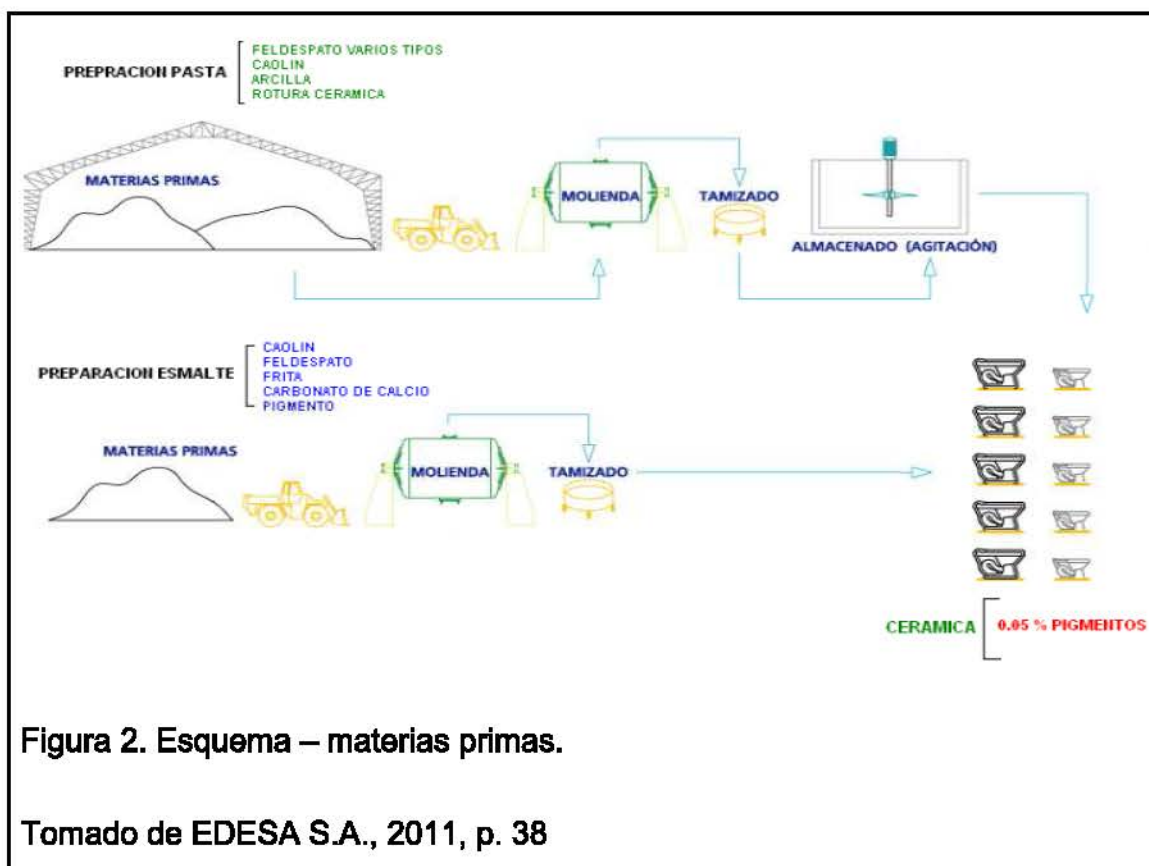 PREPRACION PASTA
FELDESPATO VARIOS TIPOS
CAOLIN
ARCILLA
ROTURA CERAMICA
MATERIAS PRIMAS
MOLIENDA
TAMIZADO
ALMACENADO (AGITACIÓN)
PREPARACION ESMALTE
CAOLIN
FELDESPATO
FRITA
CARBONATO DE CALCIO
PIGMENTO
MATERIAS PRIMAS
MOLIENDA
TAMIZADO
CERAMICA
0.05 % PIGMENTOS
Figura 2. Esquema – materias primas.
Tomado de EDESA S.A., 2011, p. 38